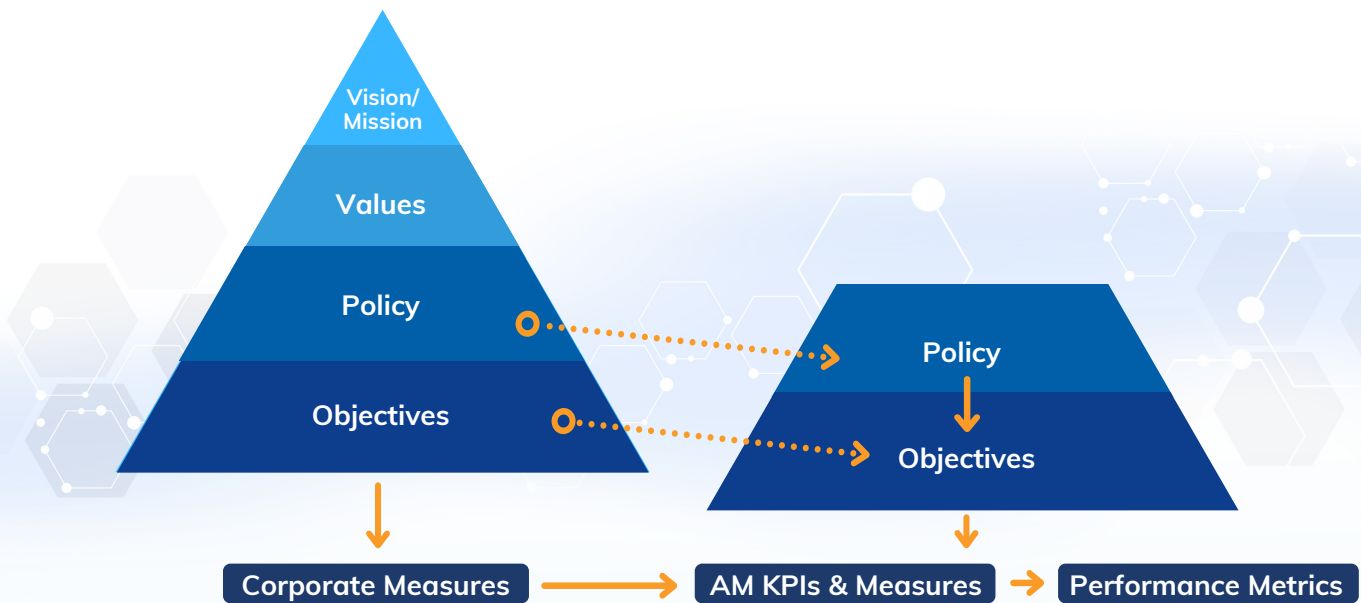 Vision/
Mission
Values
Policy
Objectives
Policy
Objectives
Corporate Measures
AM KPIs & Measures
Performance Metrics